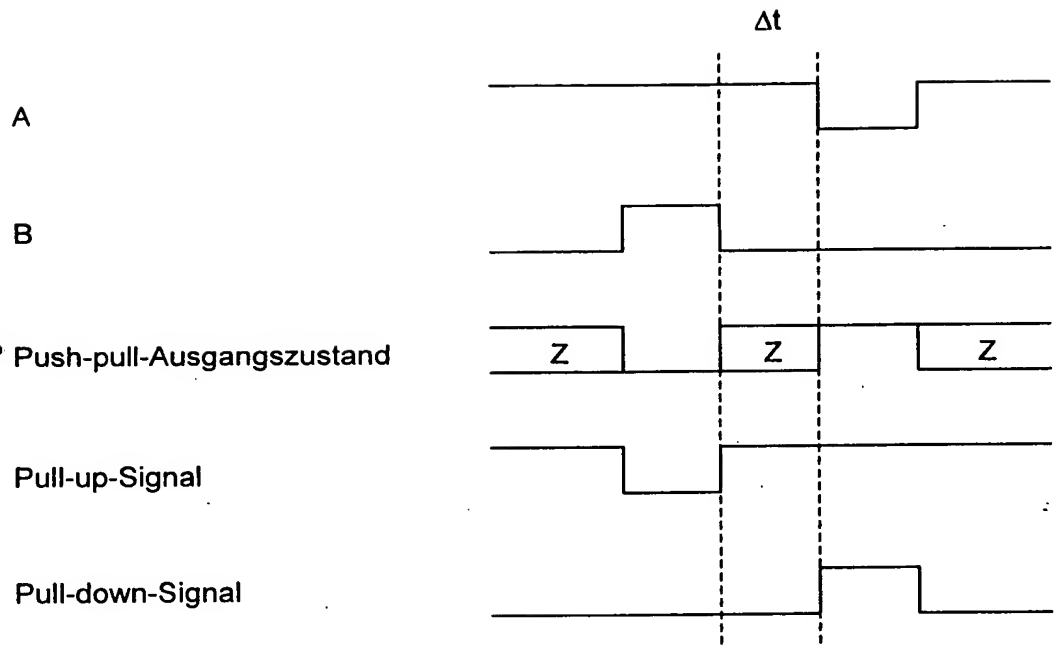 Δt
A
B
Push-pull-Ausgangszustand
Z
Z
Z
Pull-up-Signal
Pull-down-Signal